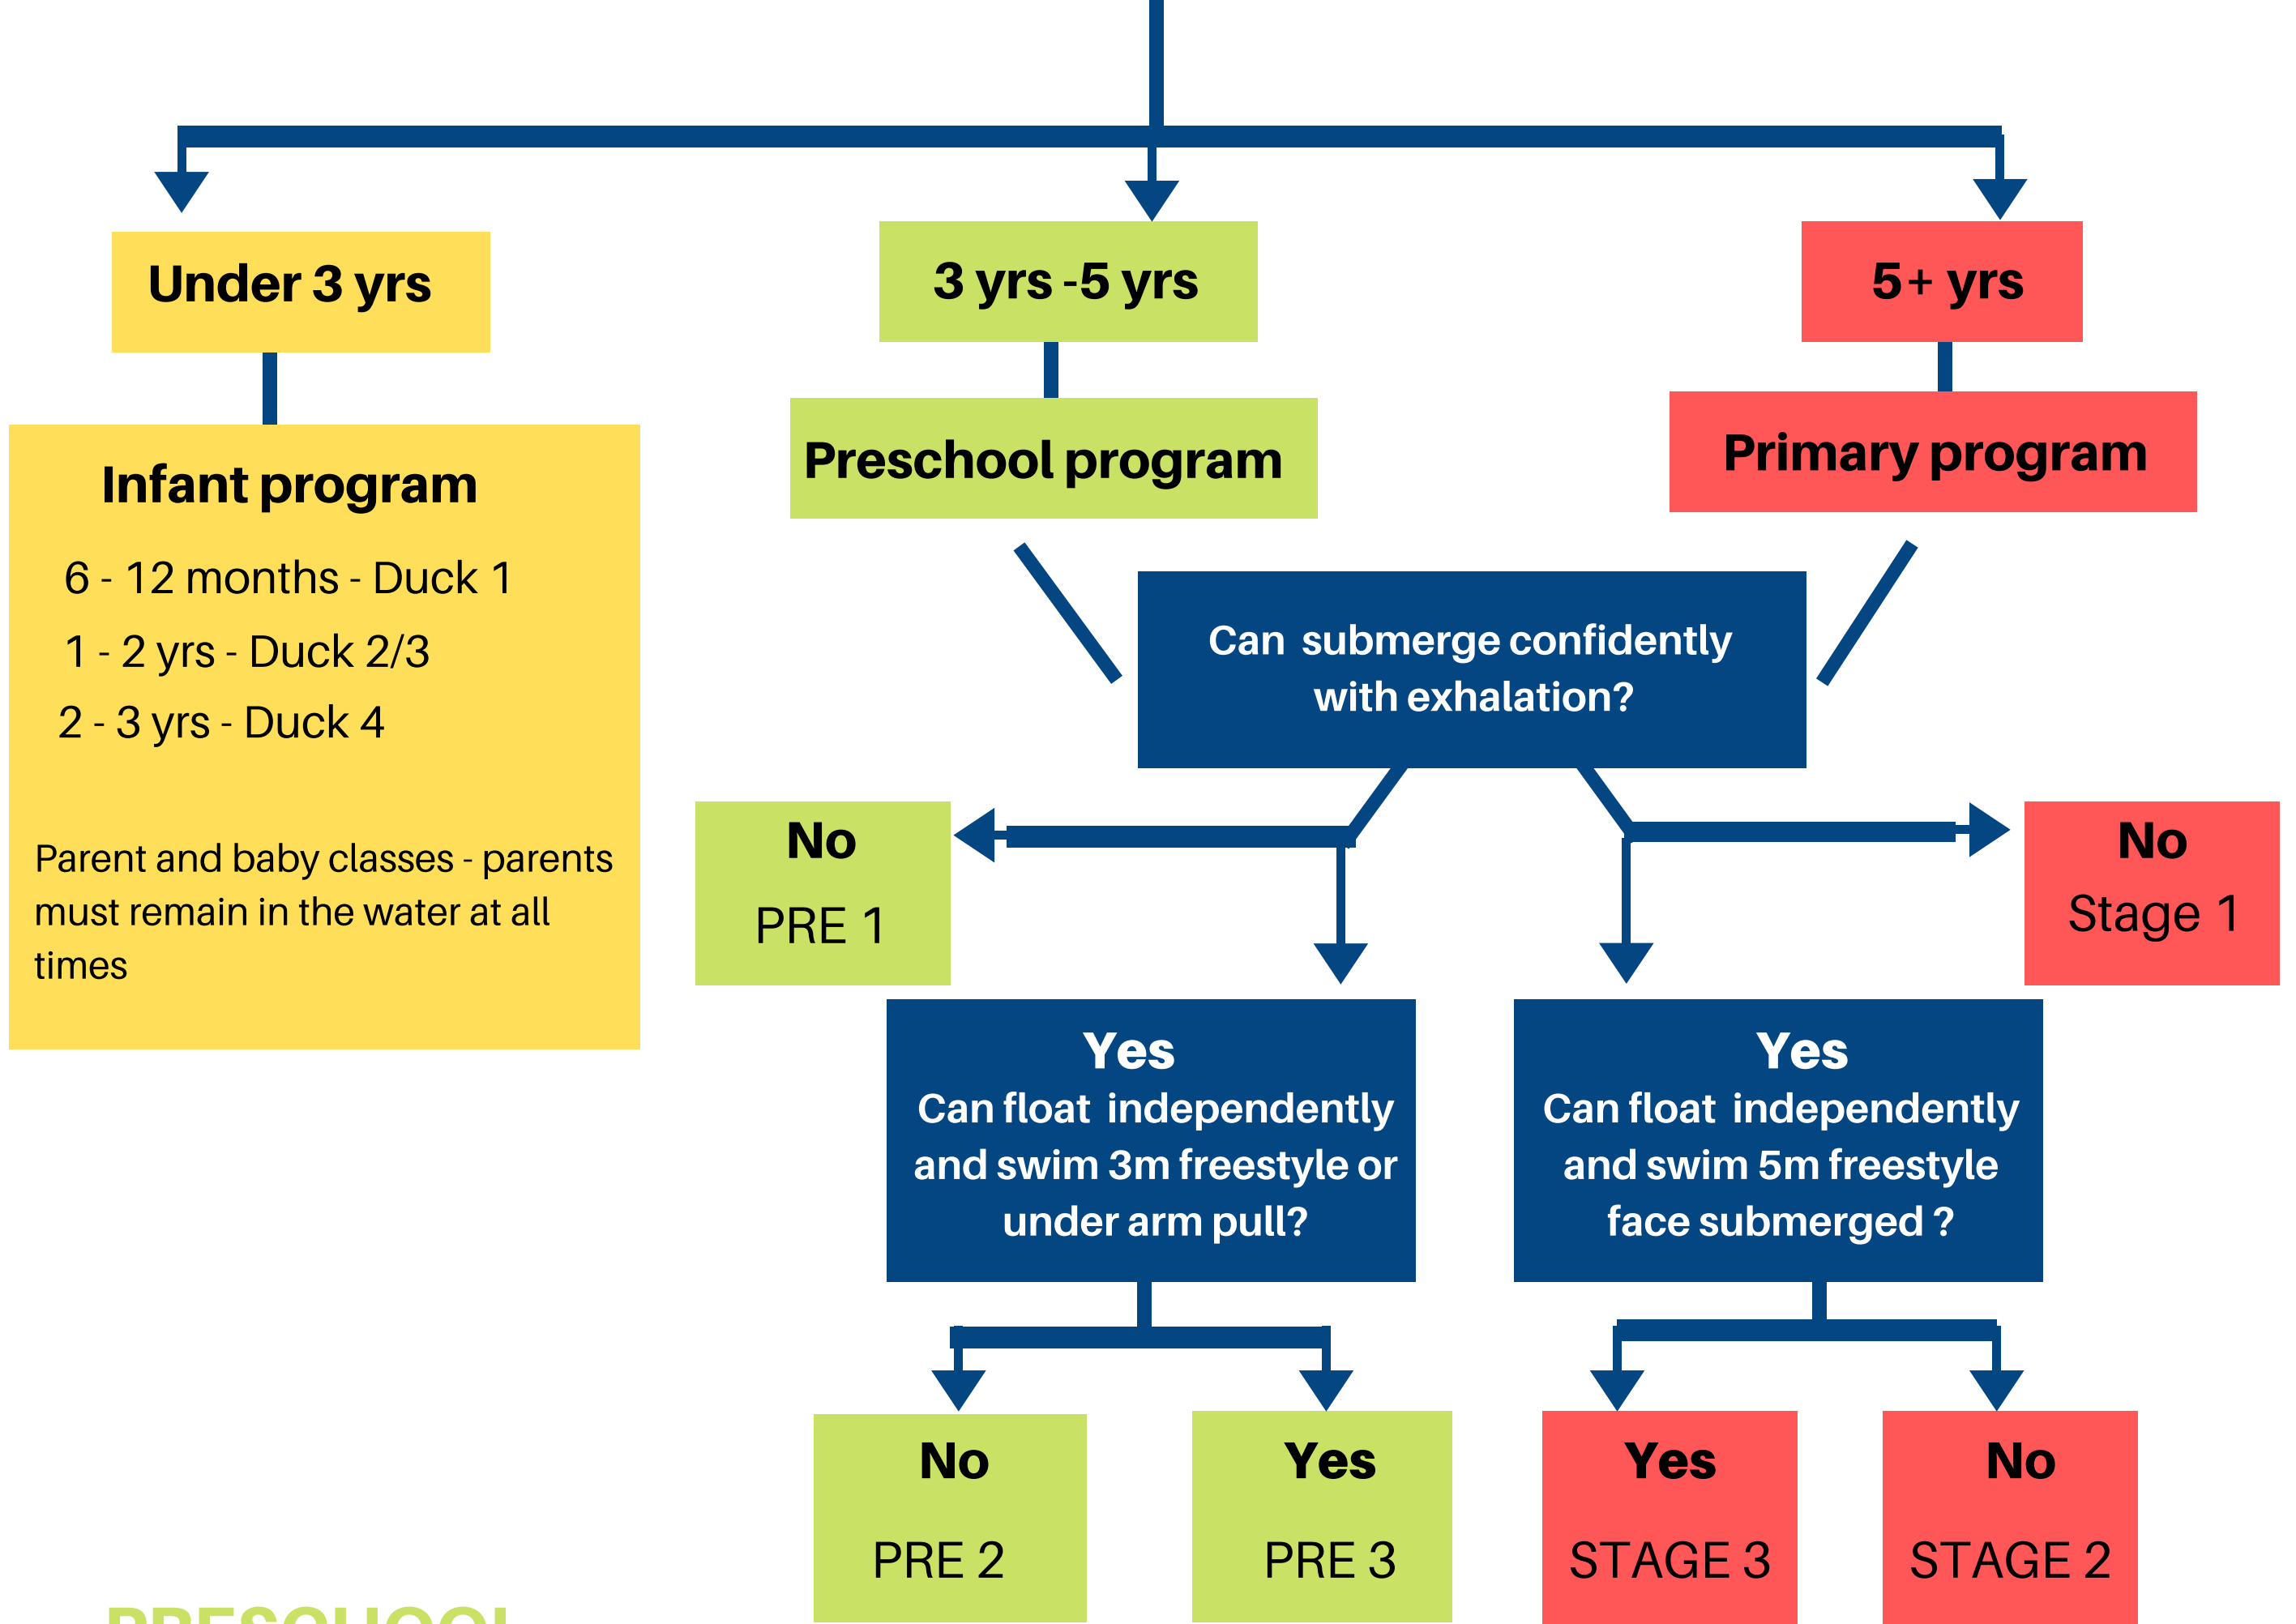 Under 3 yrs
3 yrs -5 yrs
5+ yrs
Infant program
6 - 12 months - Duck 1
1 - 2 yrs - Duck 2/3
2 - 3 yrs - Duck 4
Parent and baby classes - parents
must remain in the water at all
times
Preschool program
Primary program
Can submerge confidently
with exhalation?
No
PRE 1
No
Stage 1
Yes
Can float independently
and swim 3m freestyle or
under arm pull?
Yes
Can float independently
and swim 5m freestyle
face submerged ?
No
PRE 2
Yes
PRE 3
Yes
STAGE 3
No
STAGE 2
PRESCHOOL